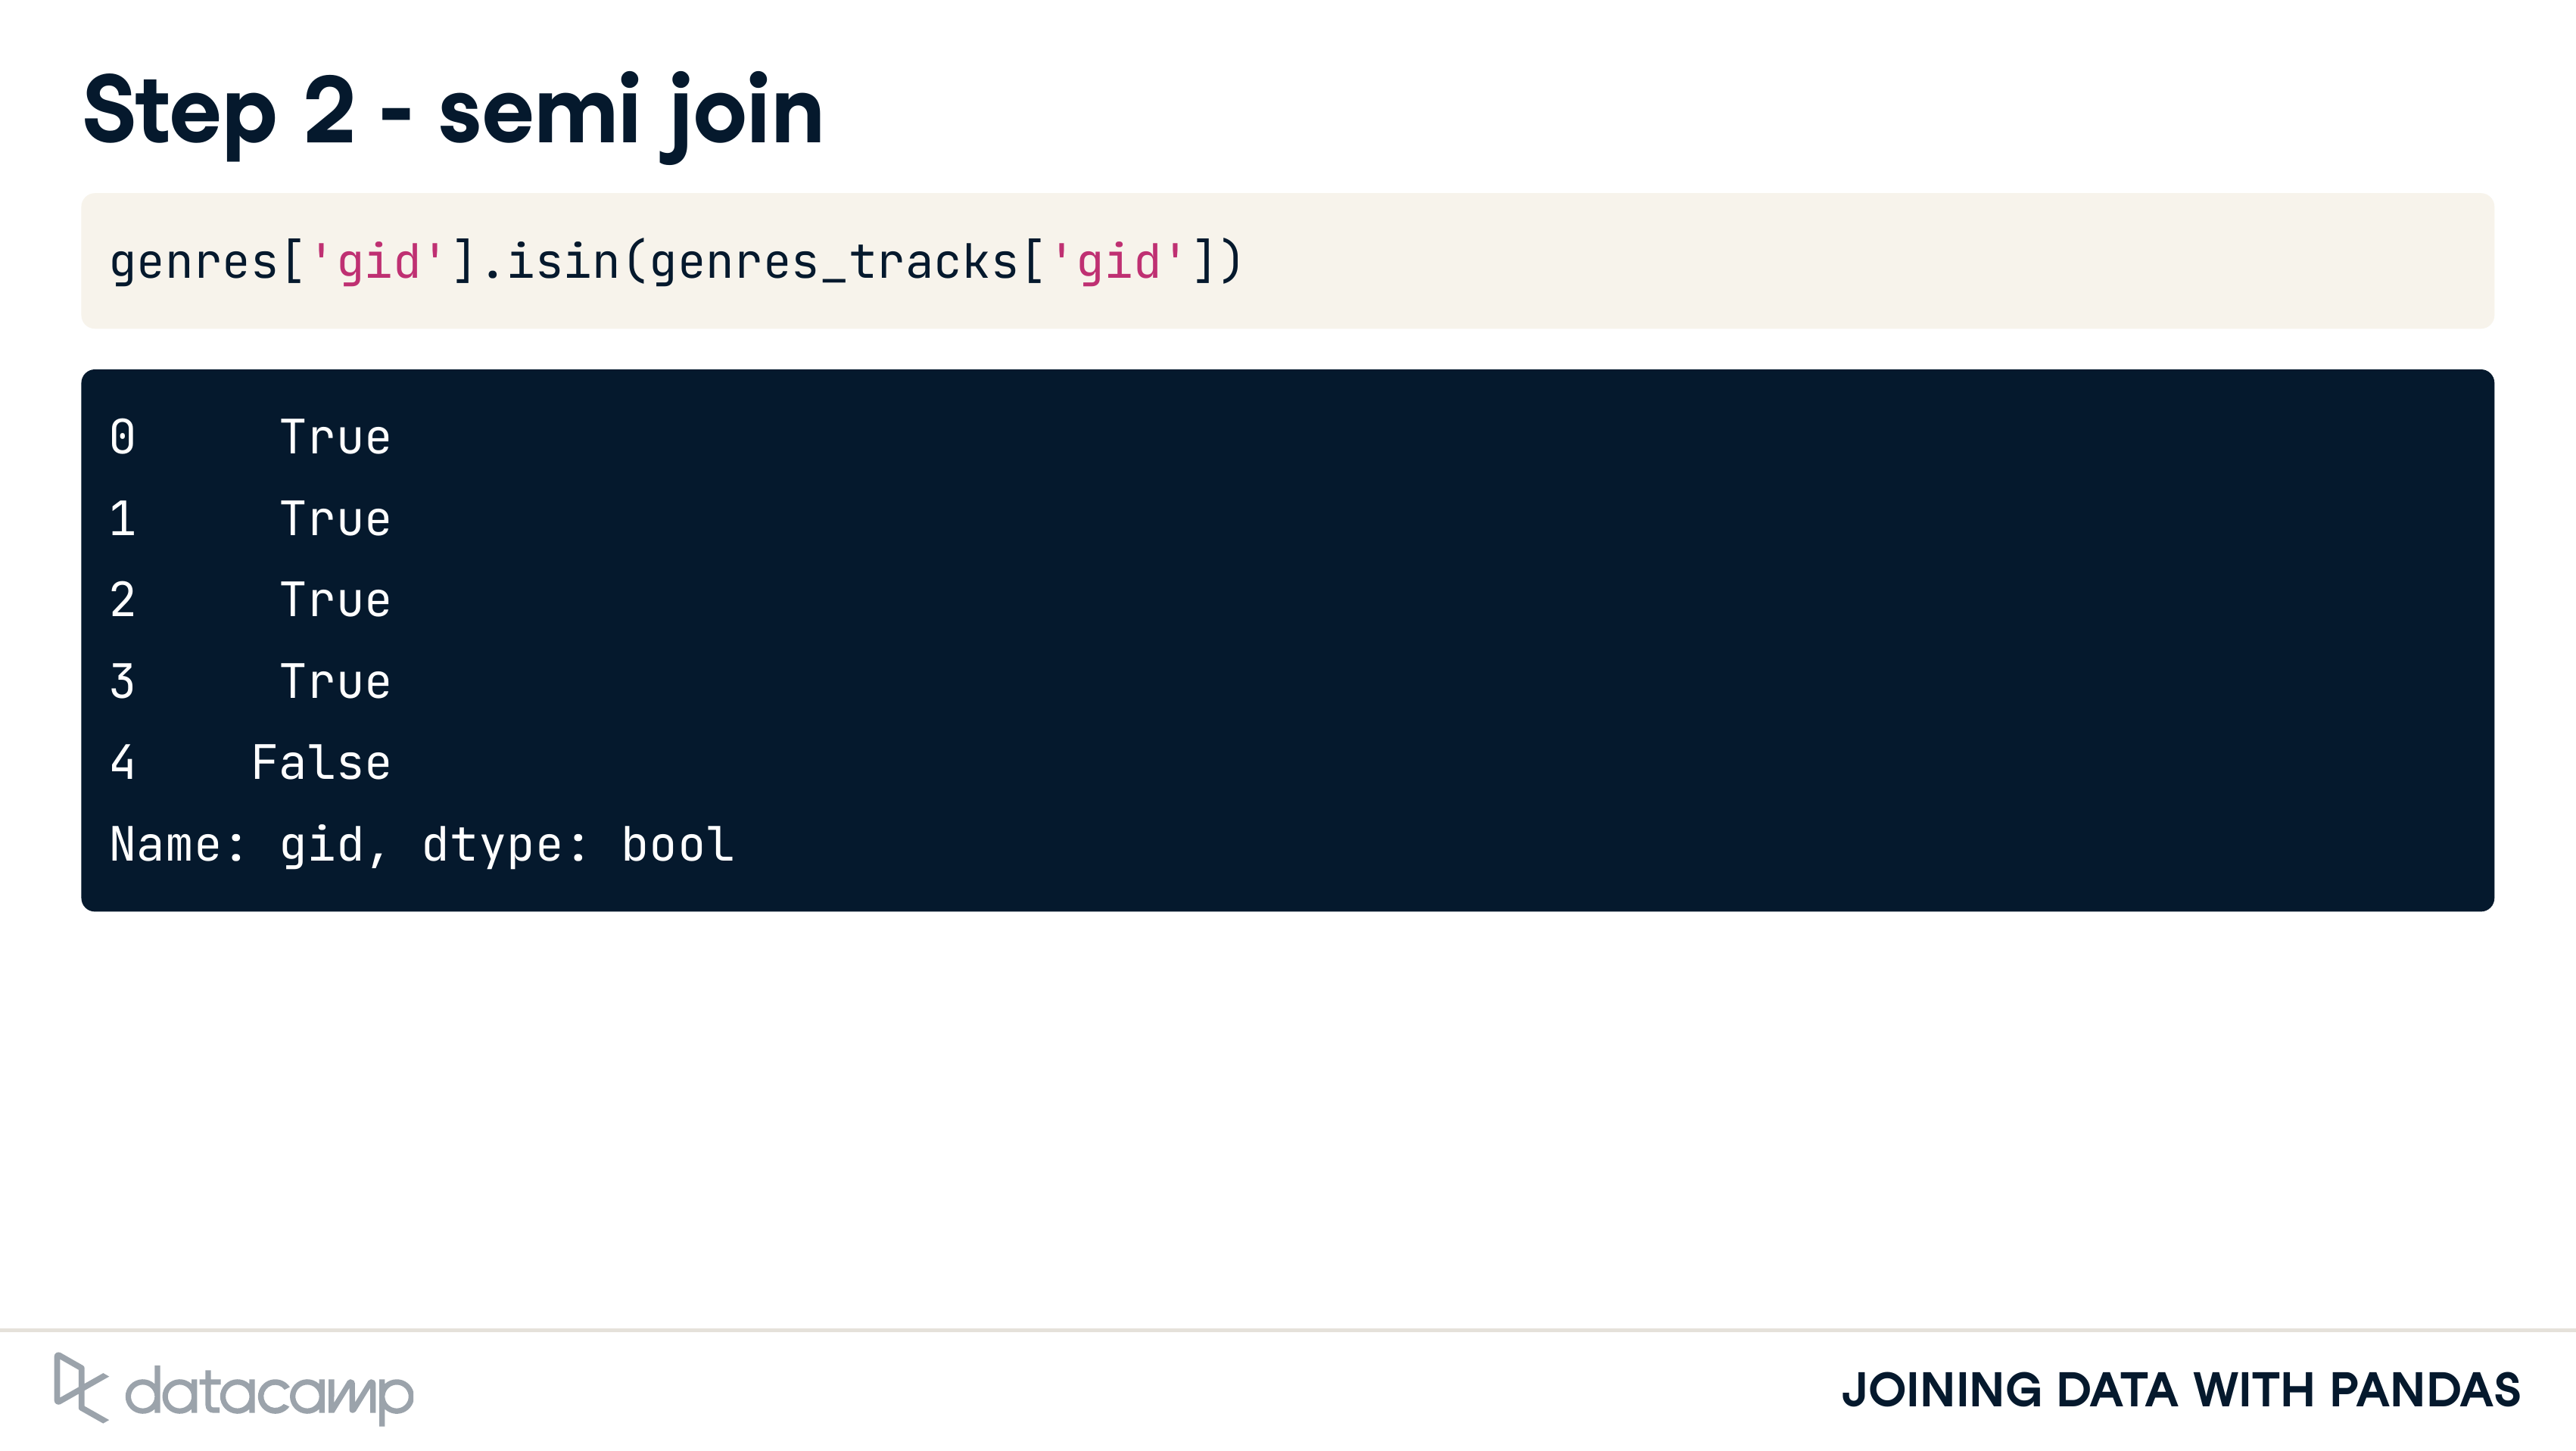 Step 2 - semi join
genres['gid'].isin(genres_tracks['gid'])
0     True
1     True
2     True
3     True
4    False
Name: gid, dtype: bool
datacamp
JOINING DATA WITH PANDAS